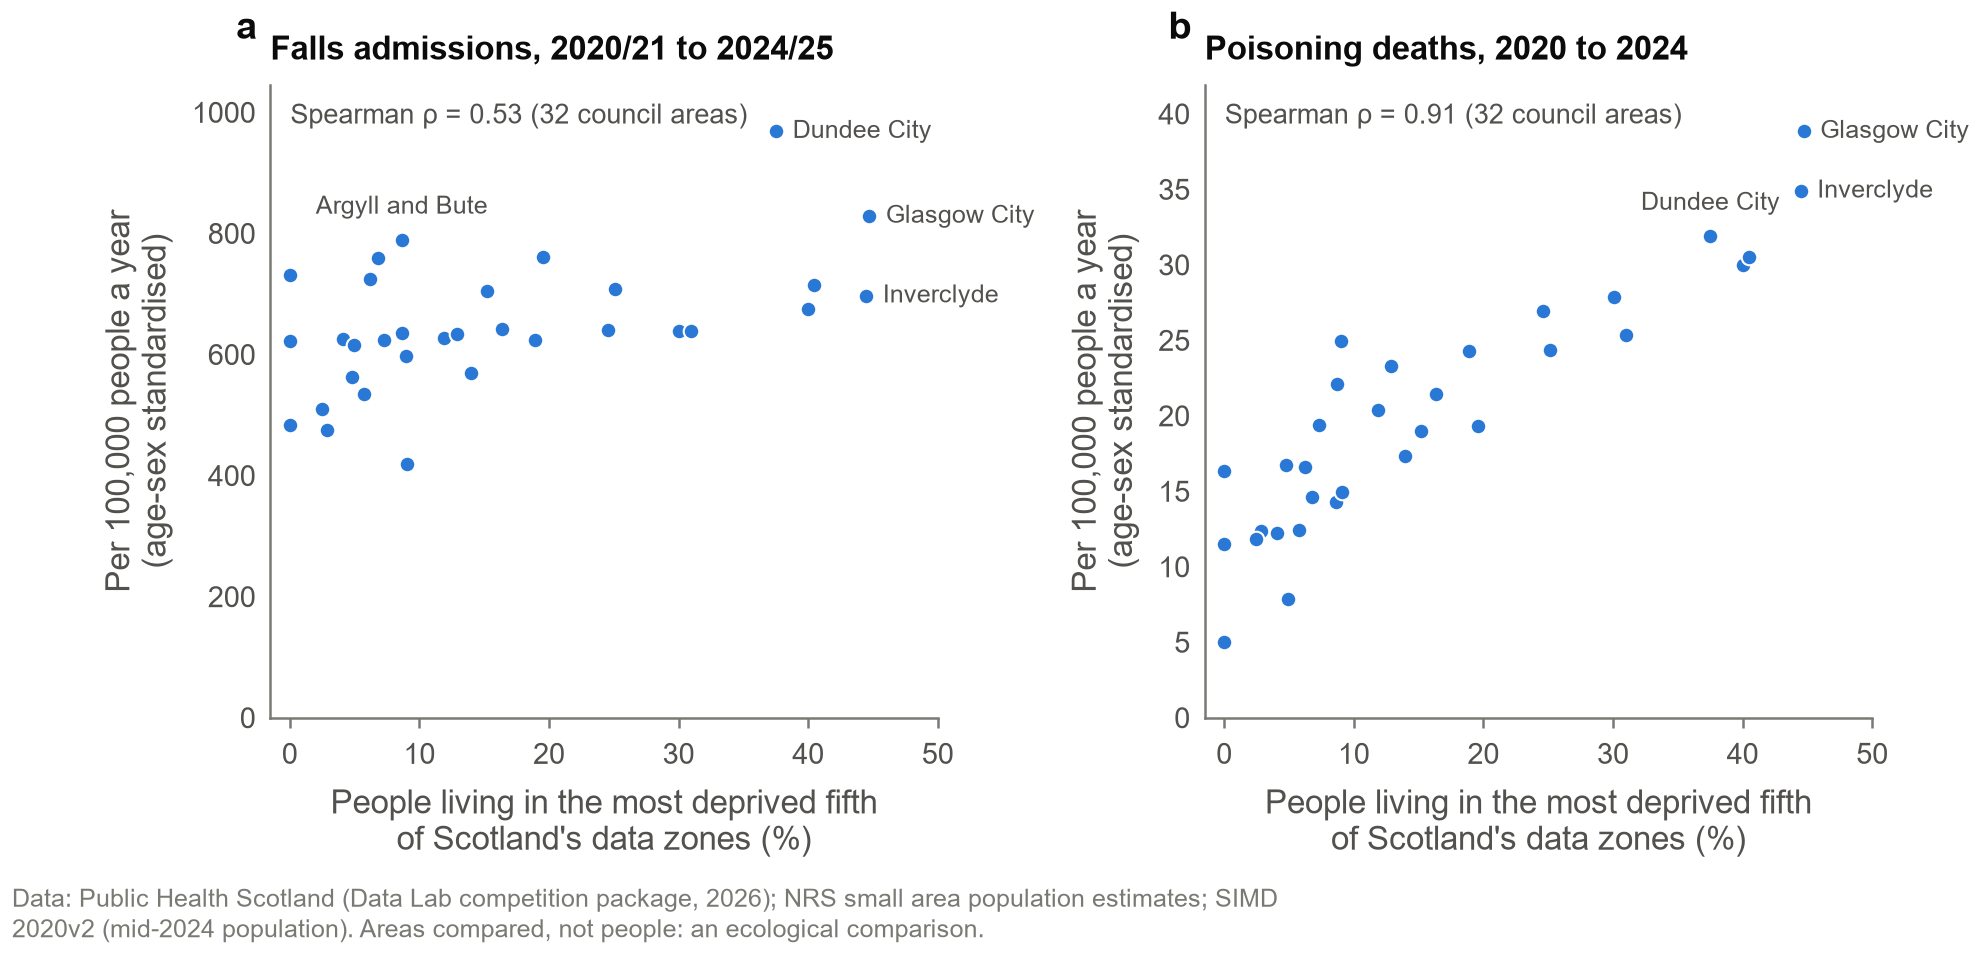 a
Falls admissions, 2020/21 to 2024/25
Spearman ρ = 0.53 (32 council areas)
Dundee City
Argyll and Bute
Glasgow City
Inverclyde
Per 100,000 people a year
(age-sex standardised)
1000
800
600
400
200
0
0 10 20 30 40 50
People living in the most deprived fifth
of Scotland's data zones (%)
b
Poisoning deaths, 2020 to 2024
Spearman ρ = 0.91 (32 council areas)
Glasgow City
Inverclyde
Dundee City
Per 100,000 people a year
(age-sex standardised)
40
35
30
25
20
15
10
5
0
0 10 20 30 40 50
People living in the most deprived fifth
of Scotland's data zones (%)
Data: Public Health Scotland (Data Lab competition package, 2026); NRS small area population estimates; SIMD
2020v2 (mid-2024 population). Areas compared, not people: an ecological comparison.